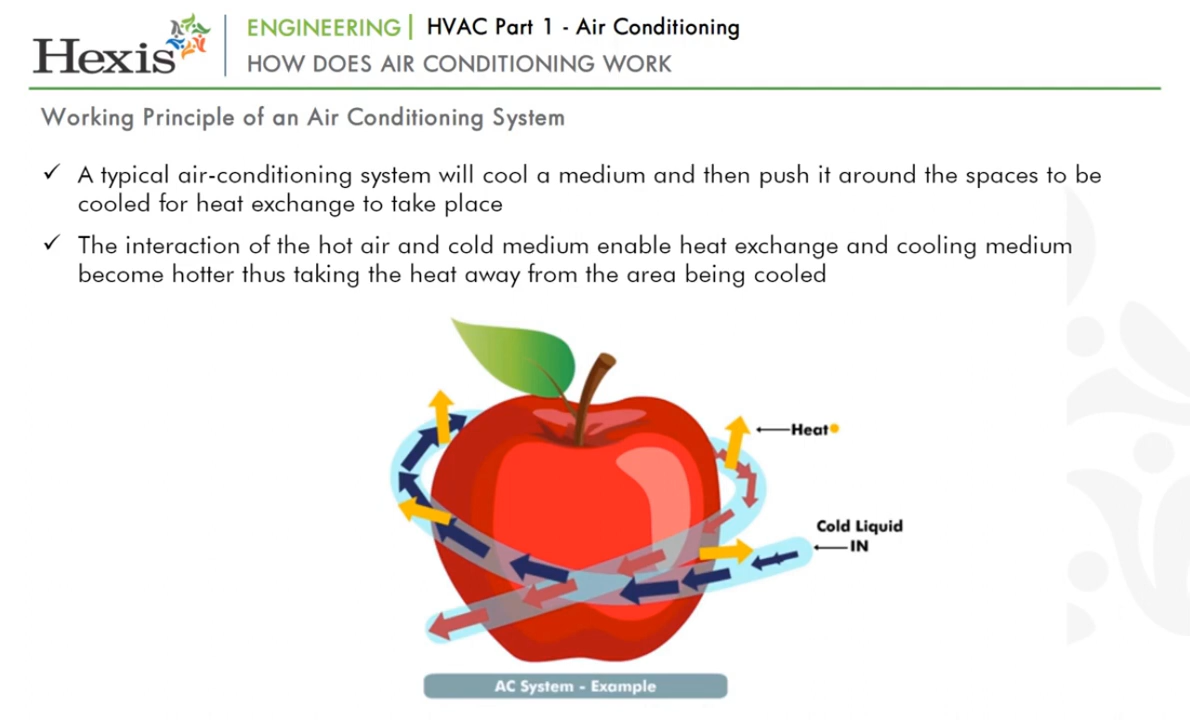 Hexis
ENGINEERING| HVAC Part 1 - Air Conditioning
HOW DOES AIR CONDITIONING WORK
Working Principle of an Air Conditioning System
✓ A typical air-conditioning system will cool a medium and then push it around the spaces to be
cooled for heat exchange to take place
✓ The interaction of the hot air and cold medium enable heat exchange and cooling medium
become hotter thus taking the heat away from the area being cooled
Heat
Cold Liquid
IN
AC System - Example